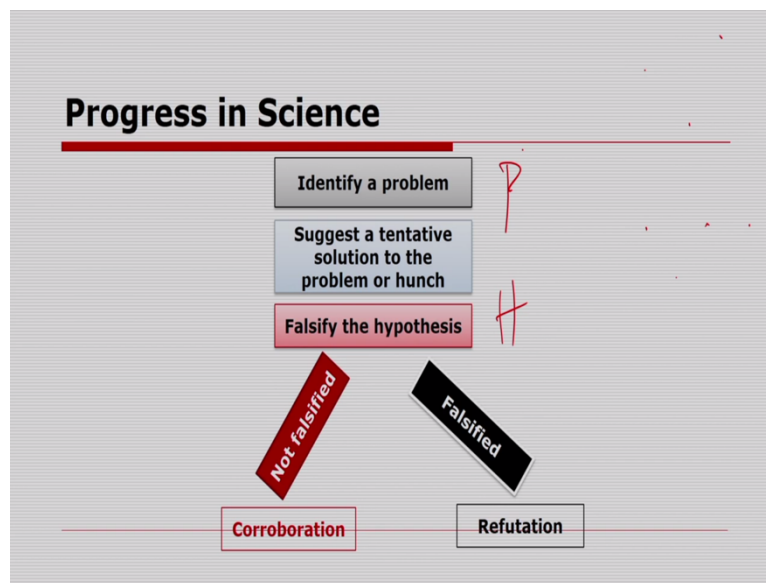 Progress in Science
Identify a problem
P
Suggest a tentative
solution to the
problem or hunch
Falsify the hypothesis
H
Not falsified
Falsified
Corroboration
Refutation